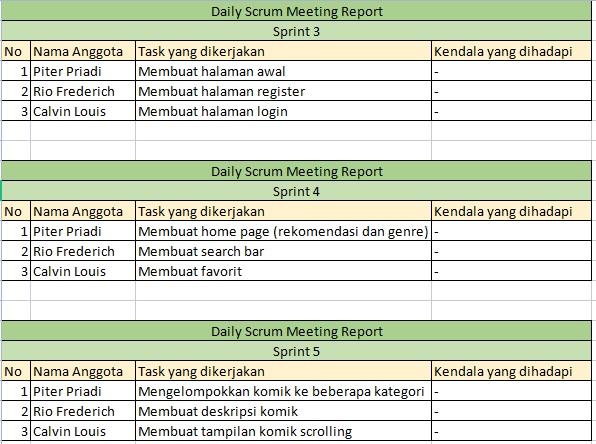 Daily Scrum Meeting Report
Sprint 3
No Nama Anggota Task yang dikerjakan Kendala yang dihadapi
1 Piter Priadi Membuat halaman awal -
2 Rio Frederich Membuat halaman register -
3 Calvin Louis Membuat halaman login -
Daily Scrum Meeting Report
Sprint 4
No Nama Anggota Task yang dikerjakan Kendala yang dihadapi
1 Piter Priadi Membuat home page (rekomendasi dan genre) -
2 Rio Frederich Membuat search bar -
3 Calvin Louis Membuat favorit -
Daily Scrum Meeting Report
Sprint 5
No Nama Anggota Task yang dikerjakan Kendala yang dihadapi
1 Piter Priadi Mengelompokkan komik ke beberapa kategori -
2 Rio Frederich Membuat deskripsi komik -
3 Calvin Louis Membuat tampilan komik scrolling -